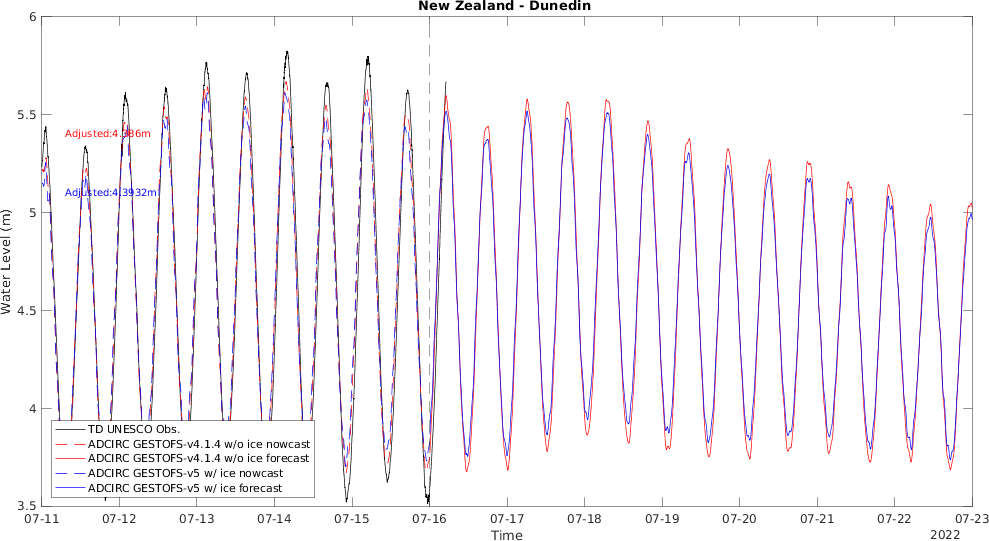 New Zealand - Dunedin
6
5.5
5
4.5
4
3.5
Water Level (m)
Adjusted:4.386m
Adjusted:4.3932m
TD UNESCO Obs.
ADCIRC GESTOFS-v4.1.4 w/o ice nowcast
ADCIRC GESTOFS-v4.1.4 w/o ice forecast
ADCIRC GESTOFS-v5 w/ ice nowcast
ADCIRC GESTOFS-v5 w/ ice forecast
07-11 07-12 07-13 07-14 07-15 07-16 07-17 07-18 07-19 07-20 07-21 07-22 07-23
Time
2022